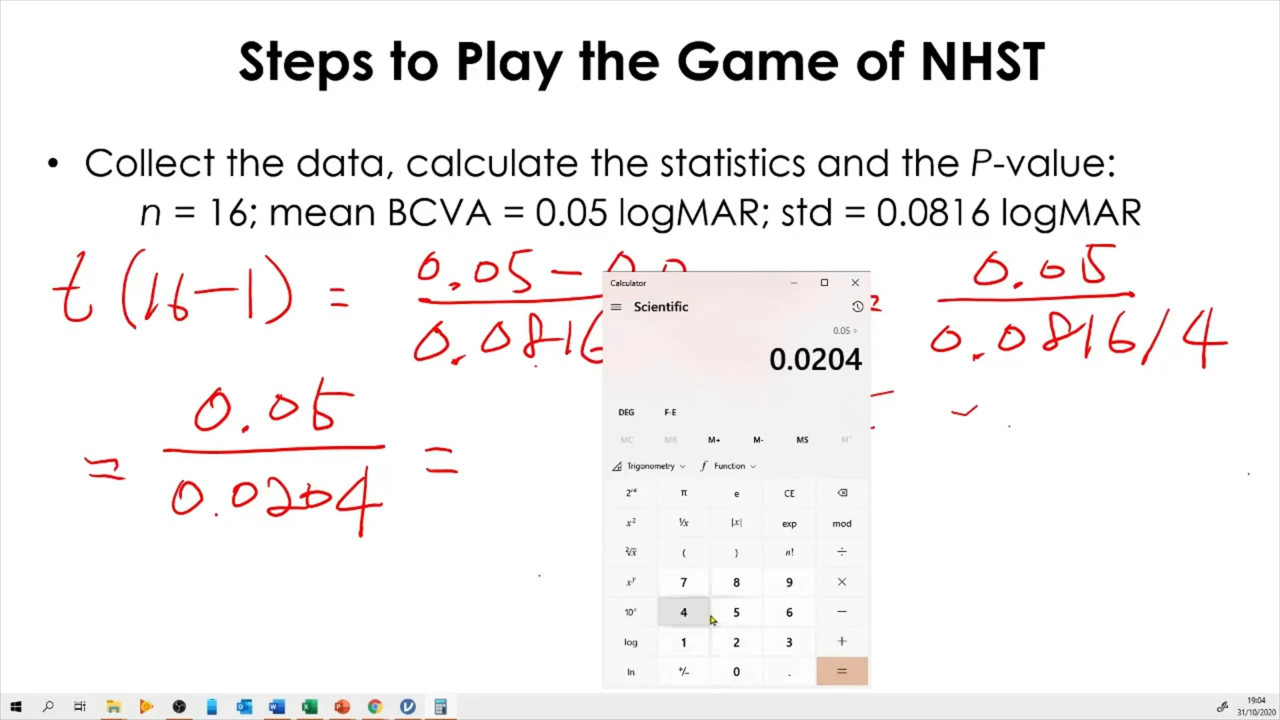 Steps to Play the Game of NHST
• Collect the data, calculate the statistics and the P-value:
n = 16; mean BCVA = 0.05 logMAR; std = 0.0816 logMAR
t(16-1) = 0.05-0.0
0.0816
0.05
0.0816/4
= 0.05
0.0204 =
Calculator
Scientific
0.05 ÷
0.0204
DEG F-E
MC MR M+ M- MS M˅
Trigonometry Function
2ⁿᵈ π e CE
x² ¹/x |x| exp mod
²√x ( ) n! ÷
xʸ 7 8 9 ×
10ˣ 4 5 6 −
log 1 2 3 +
ln +/- 0 . =
19:04
31/10/2020